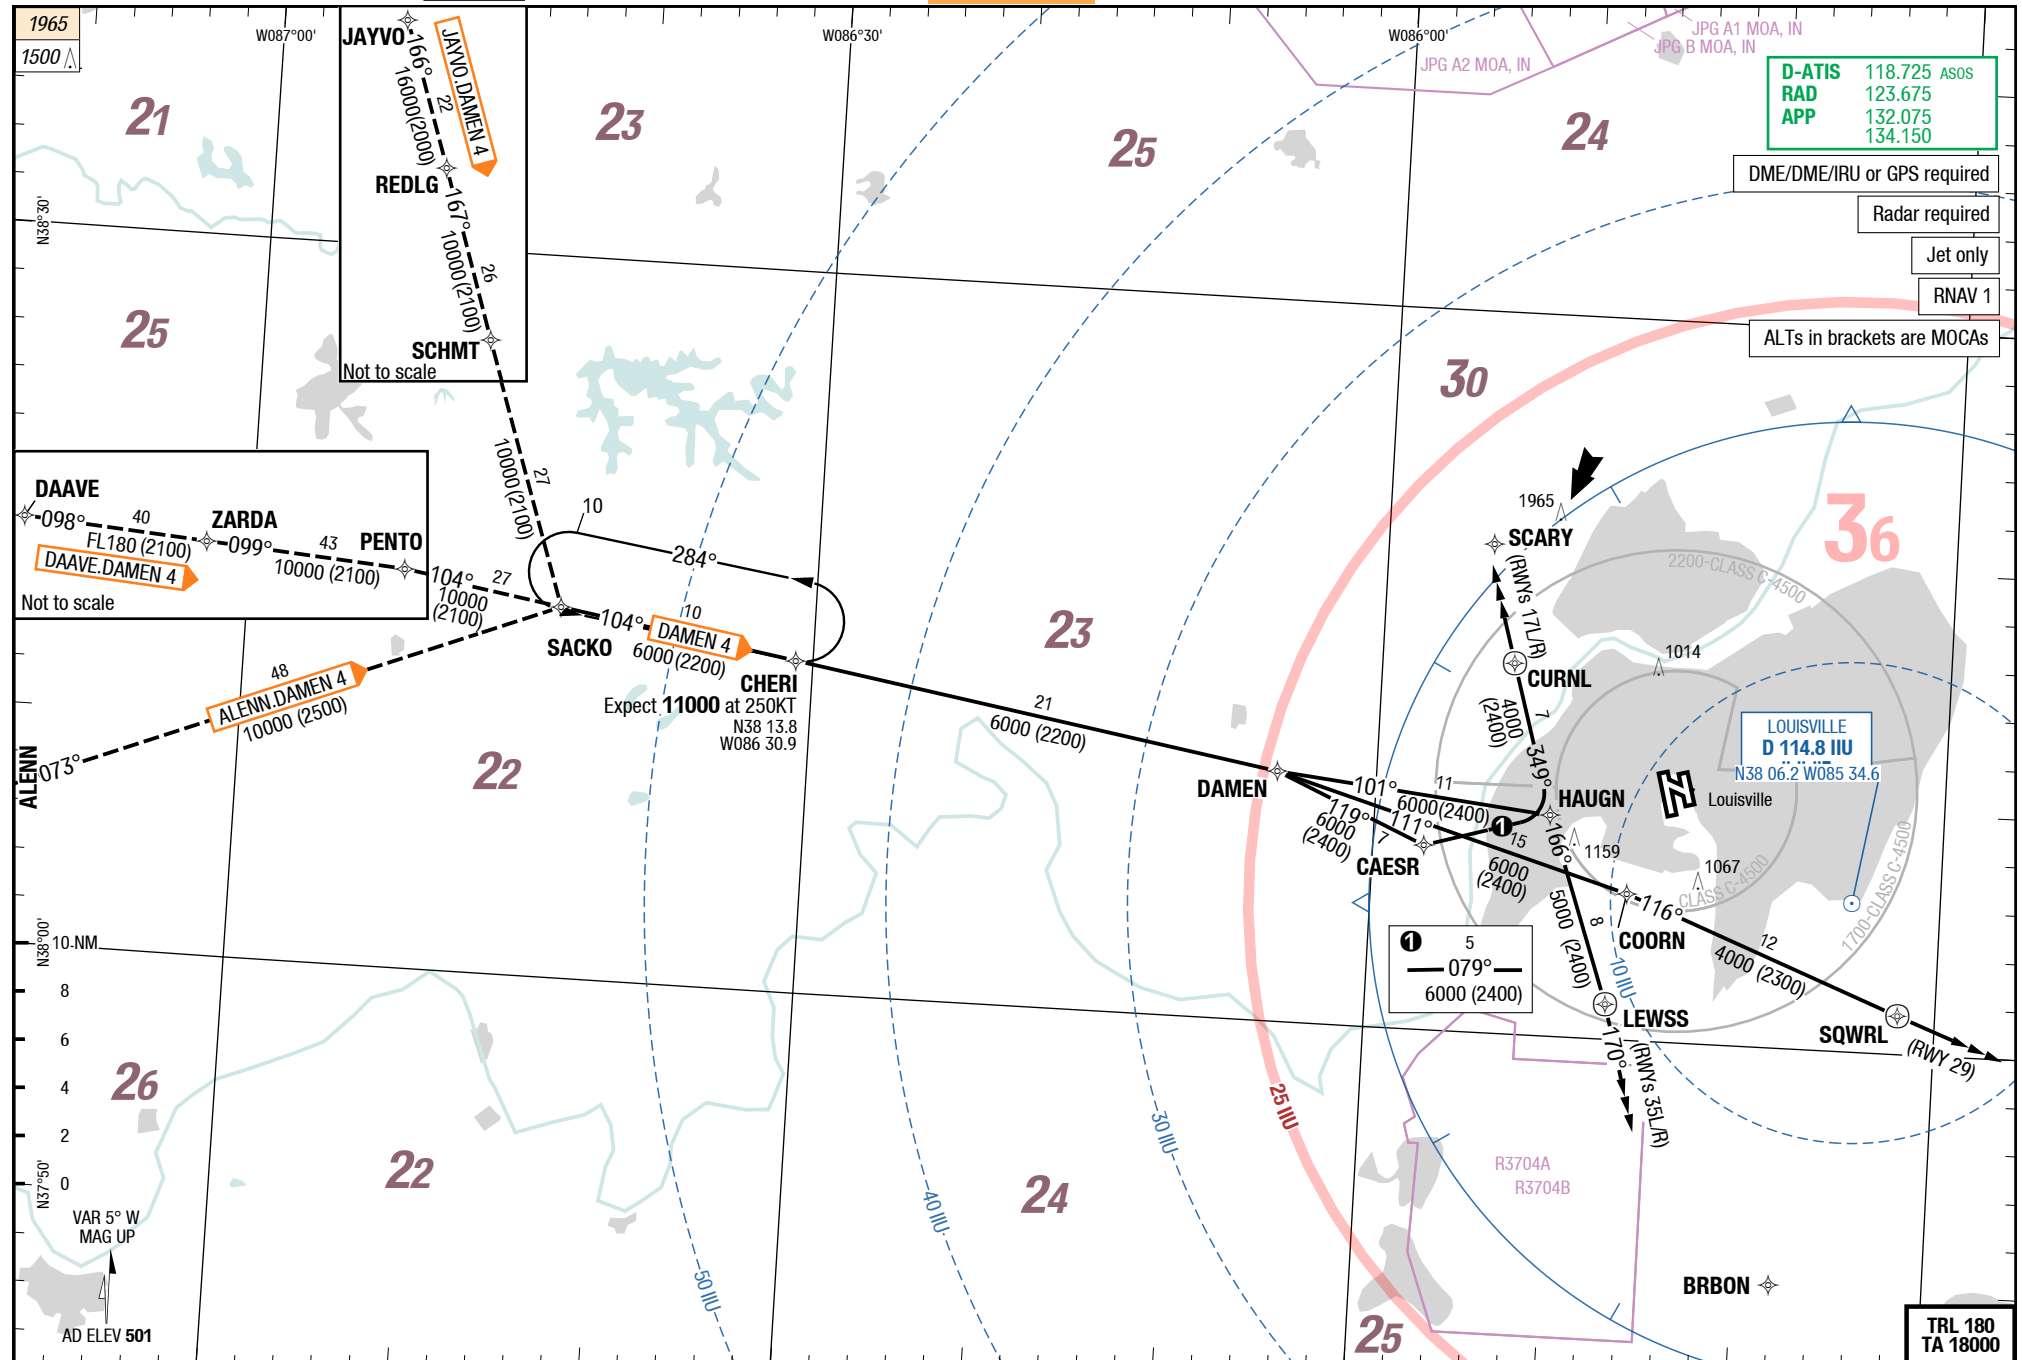 1965
1500
W087°00'
JAYVO
166°
22
16000(2000)
JAYVO.DAMEN 4
REDLG
167°
26
10000(2100)
SCHMT
Not to scale
W086°30'
W086°00'
JPG A1 MOA, IN
JPG B MOA, IN
JPG A2 MOA, IN
D-ATIS 118.725 ASOS
RAD 123.675
APP 132.075
134.150
DME/DME/IRU or GPS required
Radar required
Jet only
RNAV 1
ALTs in brackets are MOCAs
21
23
25
24
N38°30'
25
30
27
10000(2100)
DAAVE
098°
40
FL180 (2100)
ZARDA
099°
43
10000 (2100)
PENTO
DAAVE.DAMEN 4
Not to scale
104°
27
10000
(2100)
10
284°
SACKO
104°
10
DAMEN 4
6000(2200)
CHERI
Expect 11000 at 250KT
N38 13.8
W086 30.9
21
6000 (2200)
23
36
1965
SCARY
(RWYs 17L/R)
2200-CLASS C-4500
CURNL
1014
7
4000
(2400)
349°
ALENN
073°
48
ALENN.DAMEN 4
10000 (2500)
22
DAMEN
101°
11
6000(2400)
HAUGN
119°
6000
(2400)
7
111°
15
6000
(2400)
1
CAESR
166°
1159
1067
CLASS C-4500
LOUISVILLE
D 114.8 IIU
N38 06.2 W085 34.6
Louisville
1700-CLASS C-4500
8
5000 (2400)
COORN
116°
12
4000 (2300)
1 5
079°
6000 (2400)
10 IIU
LEWSS
170°
(RWYs 35L/R)
SQWRL
(RWY 29)
N38°00'
10 NM
8
6
4
2
0
N37°50'
26
22
24
25
25 IIU
30 IIU
40 IIU
50 IIU
R3704A
R3704B
BRBON
VAR 5° W
MAG UP
AD ELEV 501
TRL 180
TA 18000